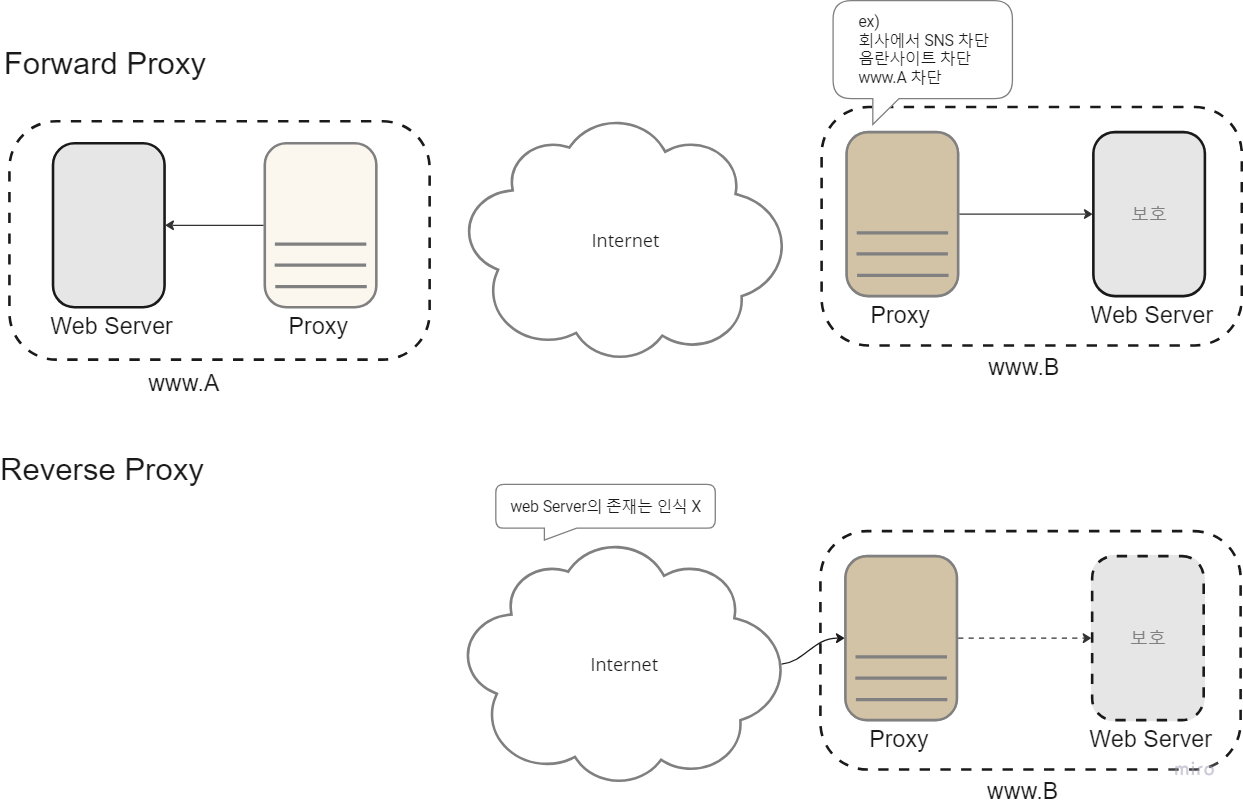 Forward Proxy
ex)
회사에서 SNS 차단
음란사이트 차단
www.A 차단
Internet
보호
Web Server
Proxy
www.A
Proxy
Web Server
www.B
Reverse Proxy
web Server의 존재는 인식 X
Internet
보호
Proxy
Web Server
miro
www.B